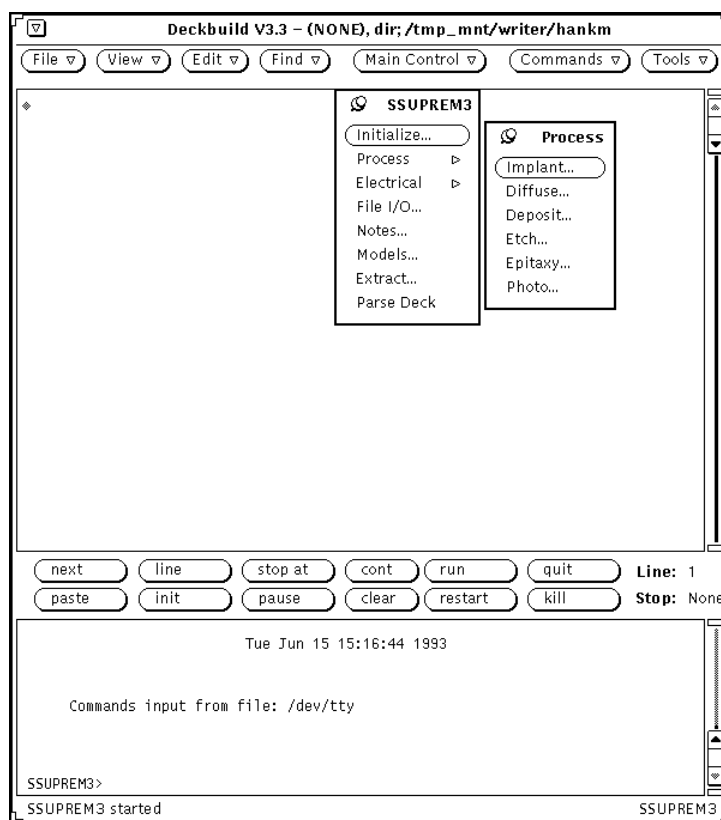 Deckbuild V3.3 – (NONE), dir; /tmp_mnt/writer/hankm
File View Edit Find Main Control Commands Tools
SSUPREM3
Initialize...
Process
Electrical
File I/O...
Notes...
Models...
Extract...
Parse Deck
Process
Implant...
Diffuse...
Deposit...
Etch...
Epitaxy...
Photo...
next line stop at cont run quit Line: 1
paste init pause clear restart kill Stop: None
Tue Jun 15 15:16:44 1993
Commands input from file: /dev/tty
SSUPREM3>
SSUPREM3 started SSUPREM3